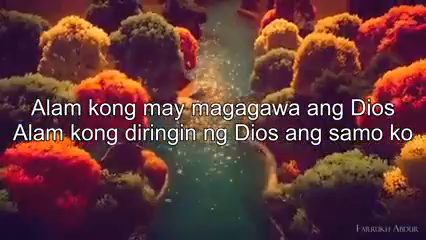 Alam kong may magagawa ang Dios
Alam kong diringin ng Dios ang samo ko
Farrukh Abdur